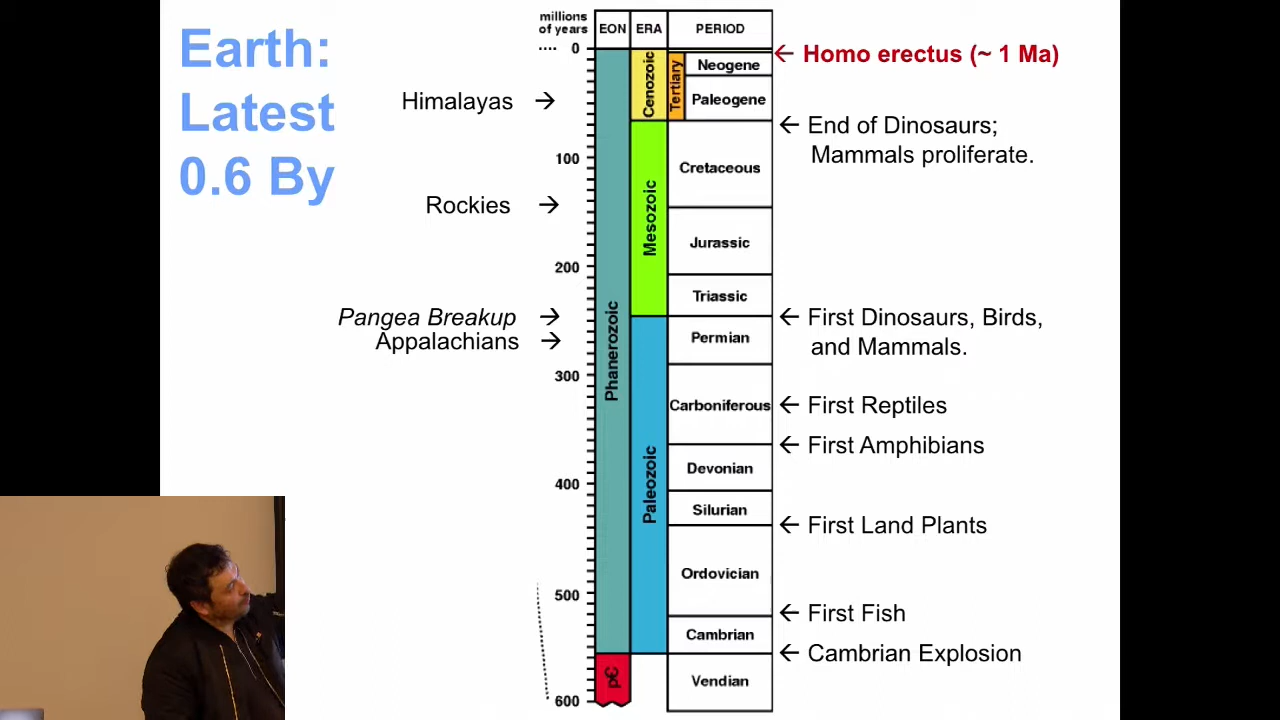 Earth:
Latest
0.6 By
millions
of years
EON
ERA
PERIOD
.... 0
100
200
300
400
500
600
Himalayas →
Rockies →
Pangea Breakup →
Appalachians →
Phanerozoic
p€
Cenozoic
Mesozoic
Paleozoic
Tertiary
Neogene
Paleogene
Cretaceous
Jurassic
Triassic
Permian
Carboniferous
Devonian
Silurian
Ordovician
Cambrian
Vendian
← Homo erectus (~ 1 Ma)
← End of Dinosaurs;
Mammals proliferate.
← First Dinosaurs, Birds,
and Mammals.
← First Reptiles
← First Amphibians
← First Land Plants
← First Fish
← Cambrian Explosion